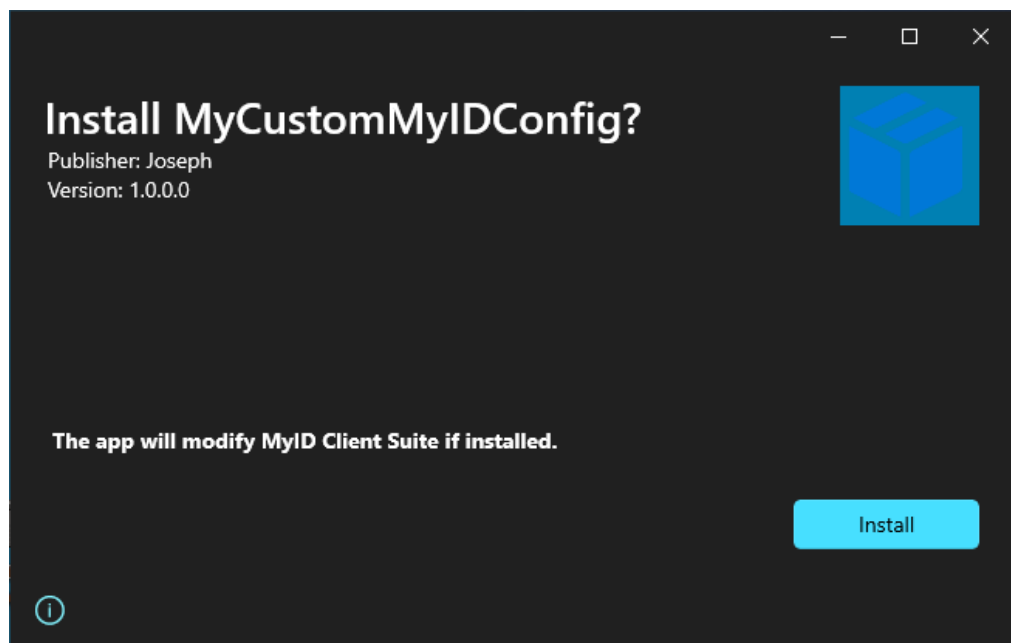 Install MyCustomMyIDConfig?
Publisher: Joseph
Version: 1.0.0.0
The app will modify MyID Client Suite if installed.
Install